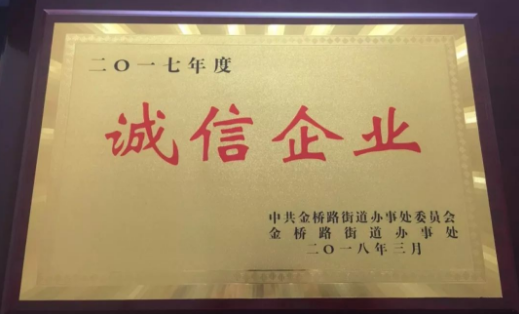 二〇一七年度
诚信企业
中共金桥路街道办事处委员会
金桥路街道办事处
二〇一八年三月